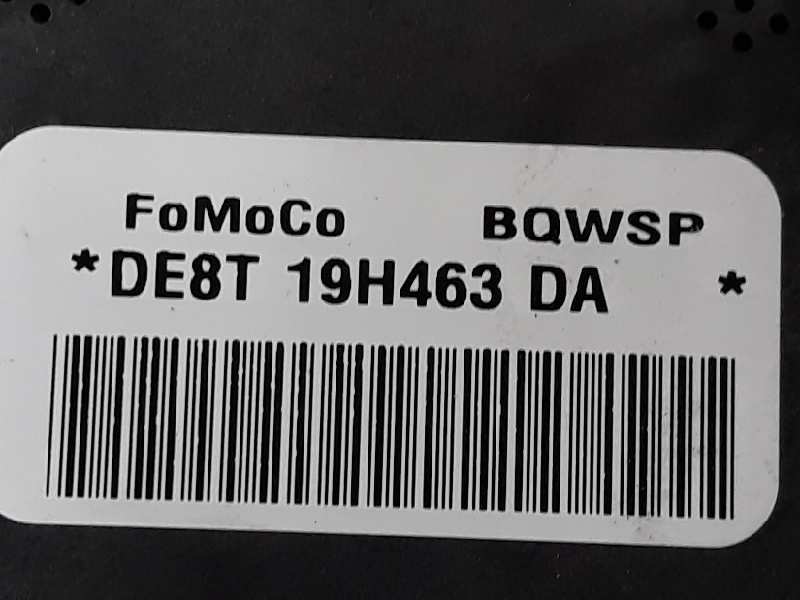 FoMoCo BQWSP
*DE8T 19H463 DA *